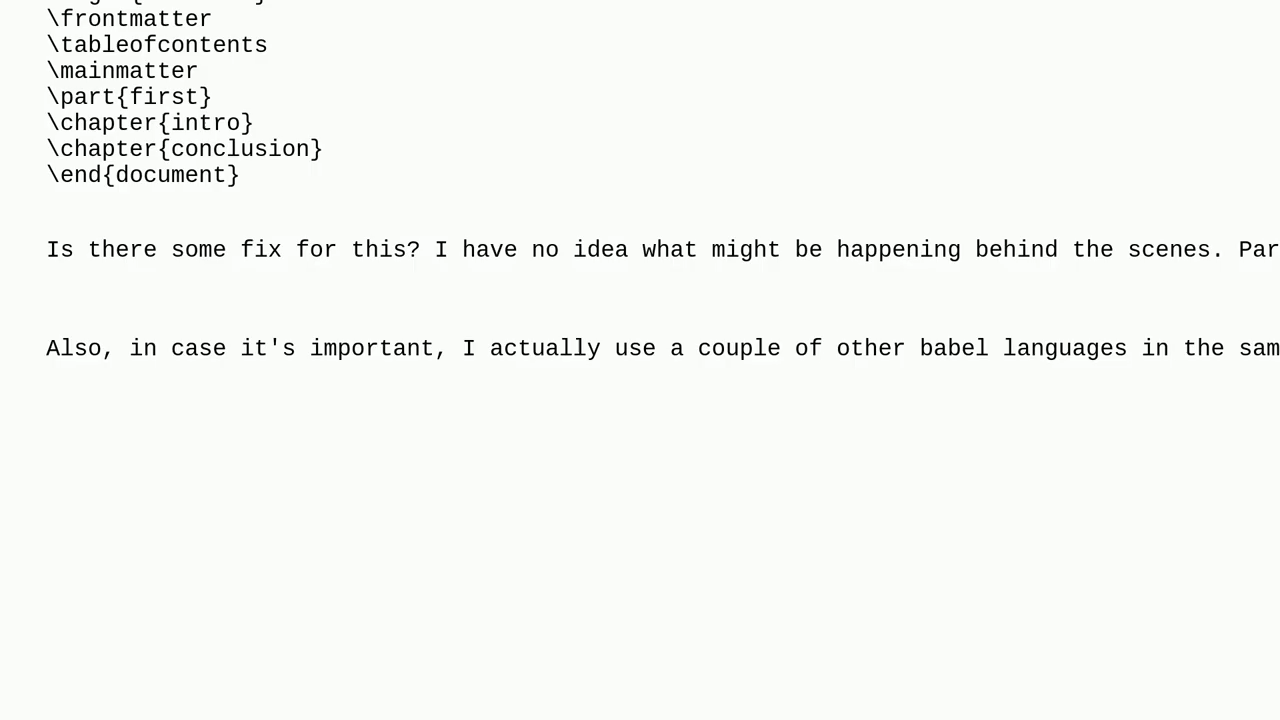 \frontmatter
\tableofcontents
\mainmatter
\part{first}
\chapter{intro}
\chapter{conclusion}
\end{document}
Is there some fix for this? I have no idea what might be happening behind the scenes. Par
Also, in case it's important, I actually use a couple of other babel languages in the sam